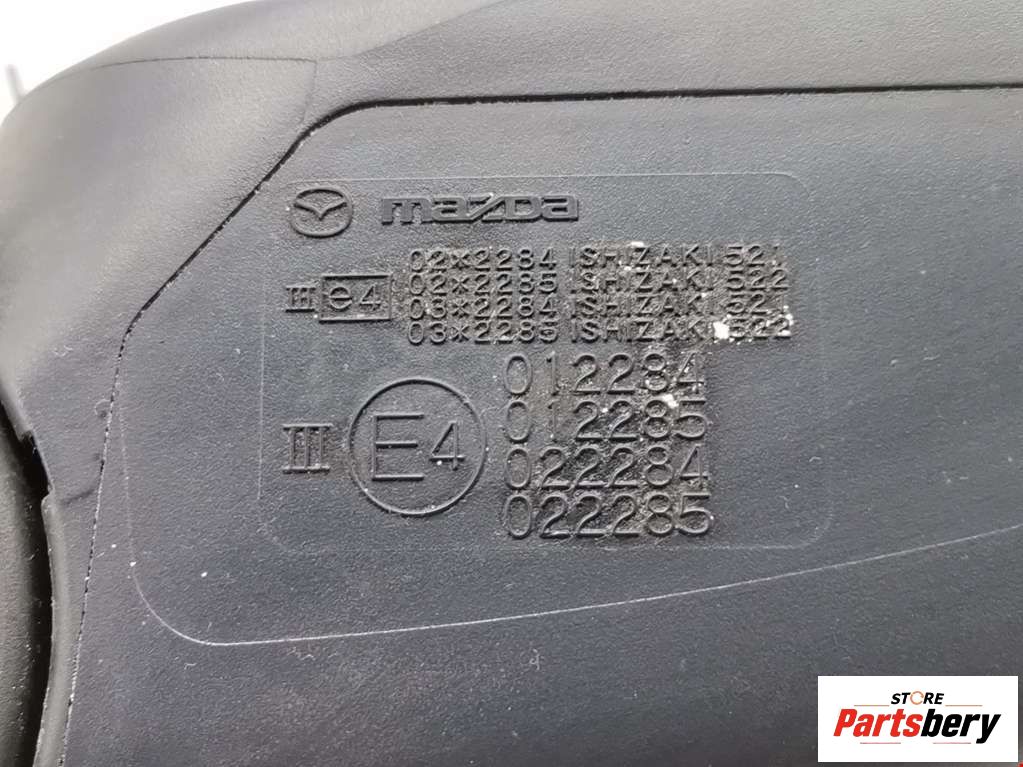 mazda
02*2284 ISHIZAKI 521
02*2285 ISHIZAKI 522
III e4
03*2284 ISHIZAKI 521
03*2285 ISHIZAKI 522
012284
012285
III E4
022284
022285
STORE
Partsbery